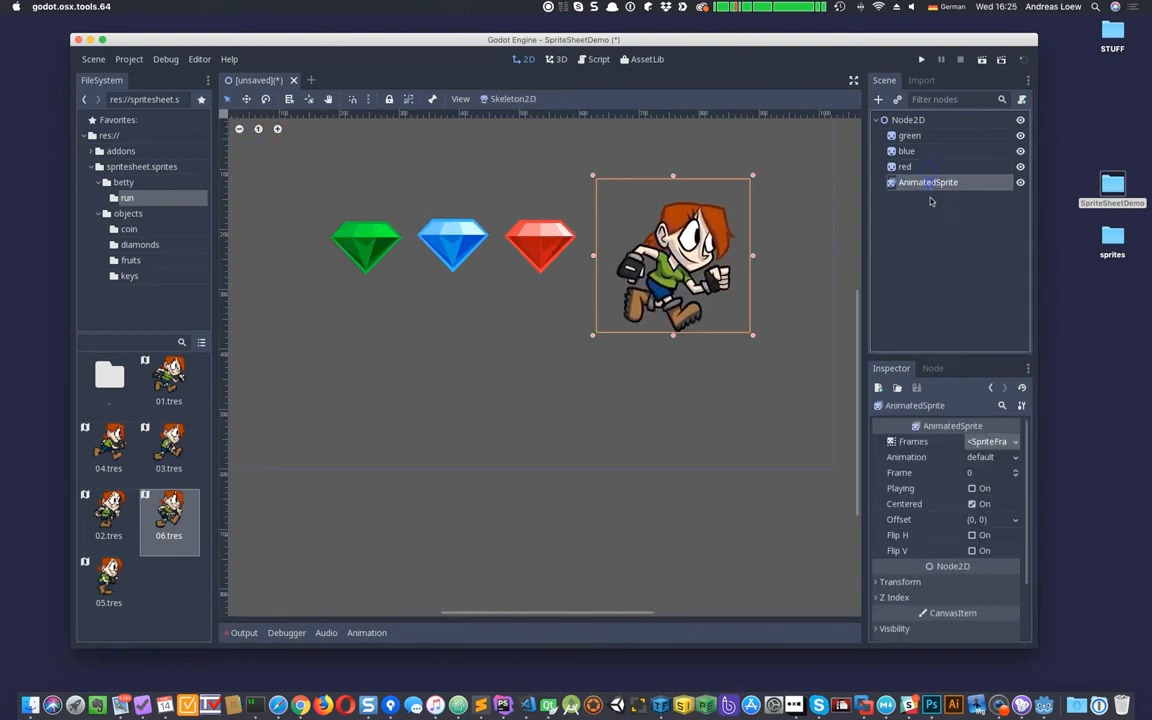 godot.osx.tools.64
German
Wed 16:25
Andreas Loew
Godot Engine - SpriteSheetDemo (*)
Scene Project Debug Editor Help
2D 3D Script AssetLib
FileSystem
res://spritesheet.s
Favorites:
res://
addons
spritesheet.sprites
betty
run
objects
coin
diamonds
fruits
keys
..
01.tres
04.tres
03.tres
02.tres
06.tres
05.tres
[unsaved](*)
View
Skeleton2D
Output Debugger Audio Animation
Scene Import
Filter nodes
Node2D
green
blue
red
AnimatedSprite
Inspector Node
AnimatedSprite
AnimatedSprite
Frames <SpriteFra
Animation default
Frame 0
Playing On
Centered On
Offset (0, 0)
Flip H On
Flip V On
Node2D
Transform
Z Index
CanvasItem
Visibility
STUFF
SpriteSheetDemo
sprites